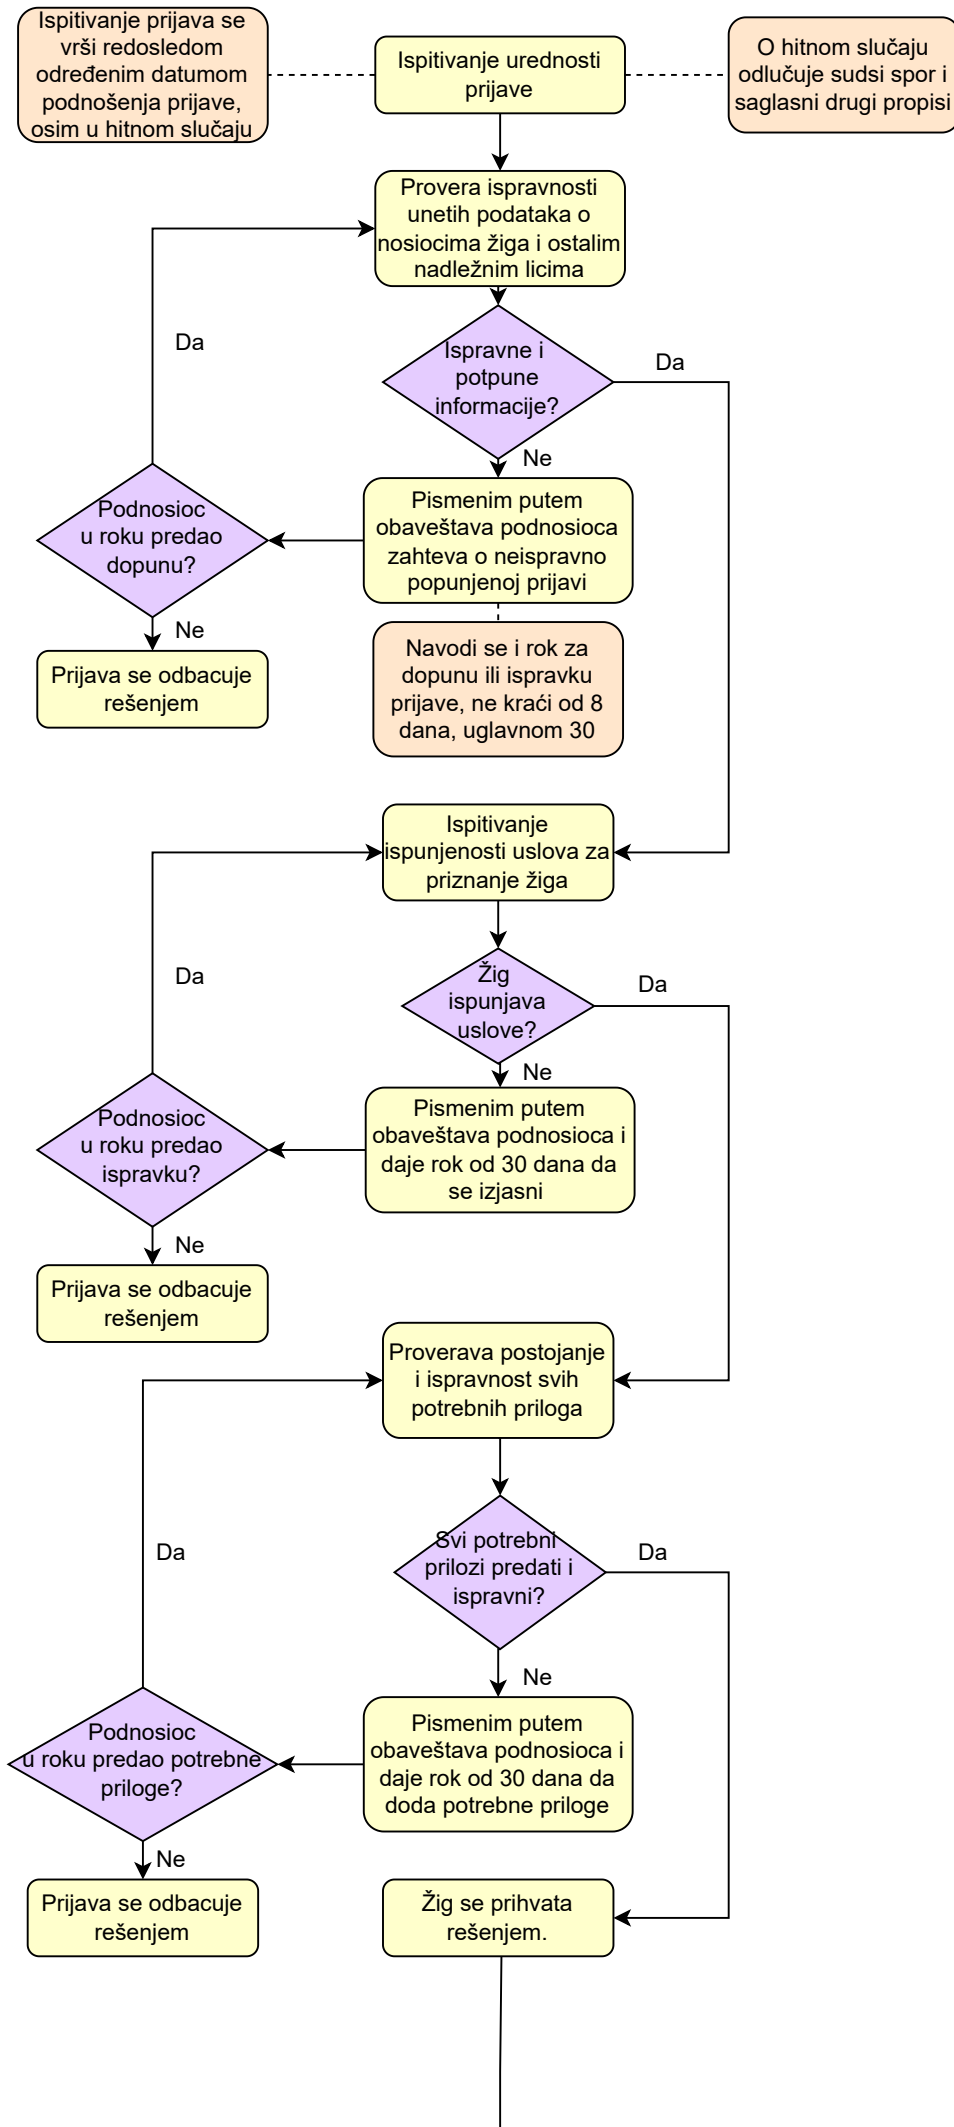 Ispitivanje prijava se
vrši redosledom
određenim datumom
podnošenja prijave,
osim u hitnom slučaju
Ispitivanje urednosti
prijave
O hitnom slučaju
odlučuje sudsi spor i
saglasni drugi propisi
Provera ispravnosti
unetih podataka o
nosiocima žiga i ostalim
nadležnim licima
Da
Ispravne i
potpune
informacije?
Da
Ne
Podnosioc
u roku predao
dopunu?
Pismenim putem
obaveštava podnosioca
zahteva o neispravno
popunjenoj prijavi
Ne
Prijava se odbacuje
rešenjem
Navodi se i rok za
dopunu ili ispravku
prijave, ne kraći od 8
dana, uglavnom 30
Ispitivanje
ispunjenosti uslova za
priznanje žiga
Da
Žig
ispunjava
uslove?
Da
Ne
Podnosioc
u roku predao
ispravku?
Pismenim putem
obaveštava podnosioca i
daje rok od 30 dana da
se izjasni
Ne
Prijava se odbacuje
rešenjem
Proverava postojanje
i ispravnost svih
potrebnih priloga
Da
Svi potrebni
prilozi predati i
ispravni?
Da
Ne
Podnosioc
u roku predao potrebne
priloge?
Pismenim putem
obaveštava podnosioca i
daje rok od 30 dana da
doda potrebne priloge
Ne
Prijava se odbacuje
rešenjem
Žig se prihvata
rešenjem.